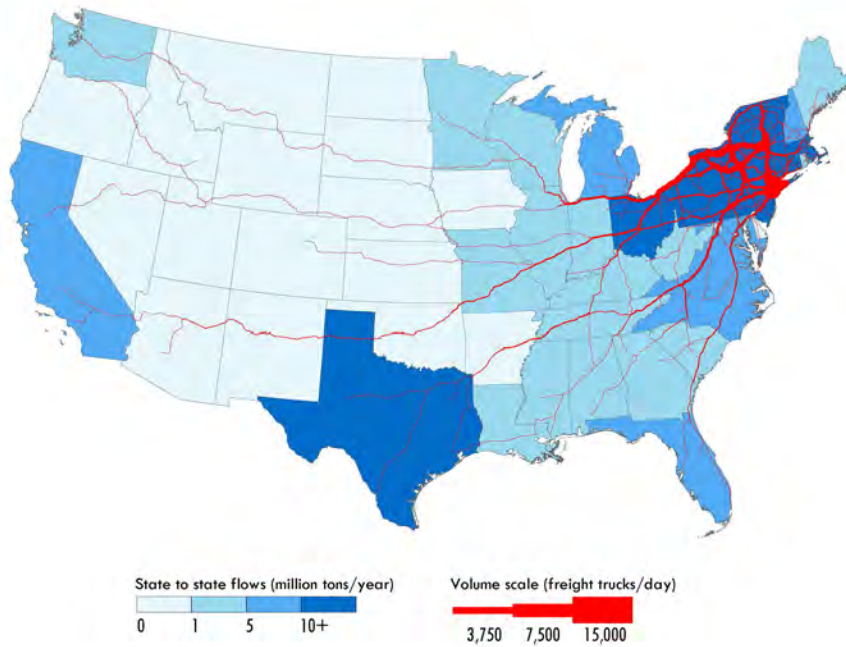 State to state flows (million tons/year)
0 1 5 10+
Volume scale (freight trucks/day)
3,750 7,500 15,000